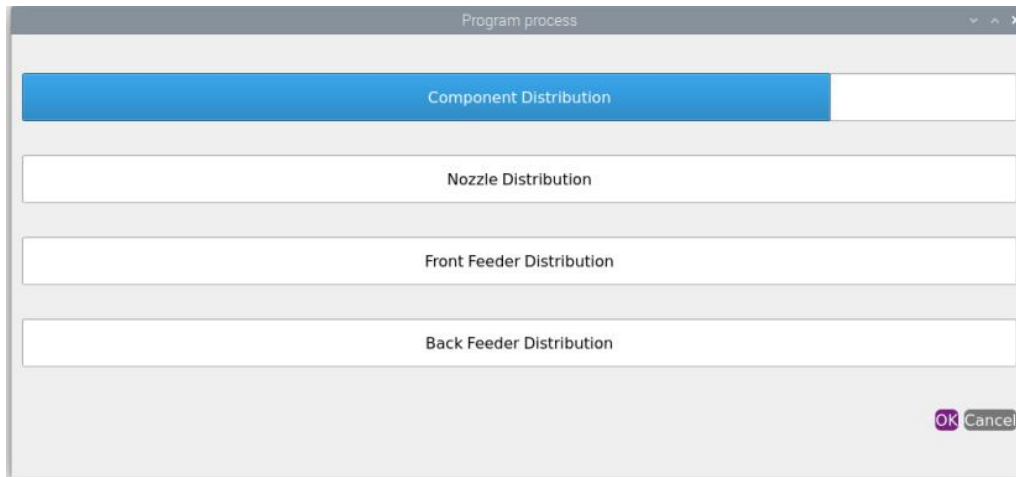 Program process
Component Distribution
Nozzle Distribution
Front Feeder Distribution
Back Feeder Distribution
OK Cancel